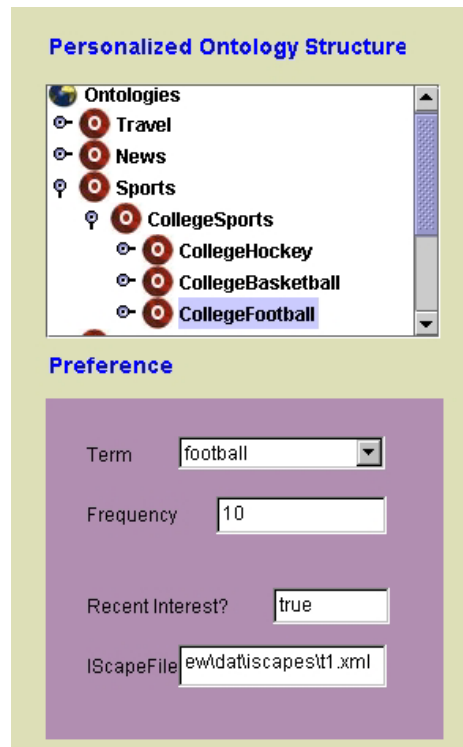 Personalized Ontology Structure
Ontologies
Travel
News
Sports
CollegeSports
CollegeHockey
CollegeBasketball
CollegeFootball
Preference
Term football
Frequency 10
Recent Interest? true
IScapeFile ew\dat\iscapes\t1.xml